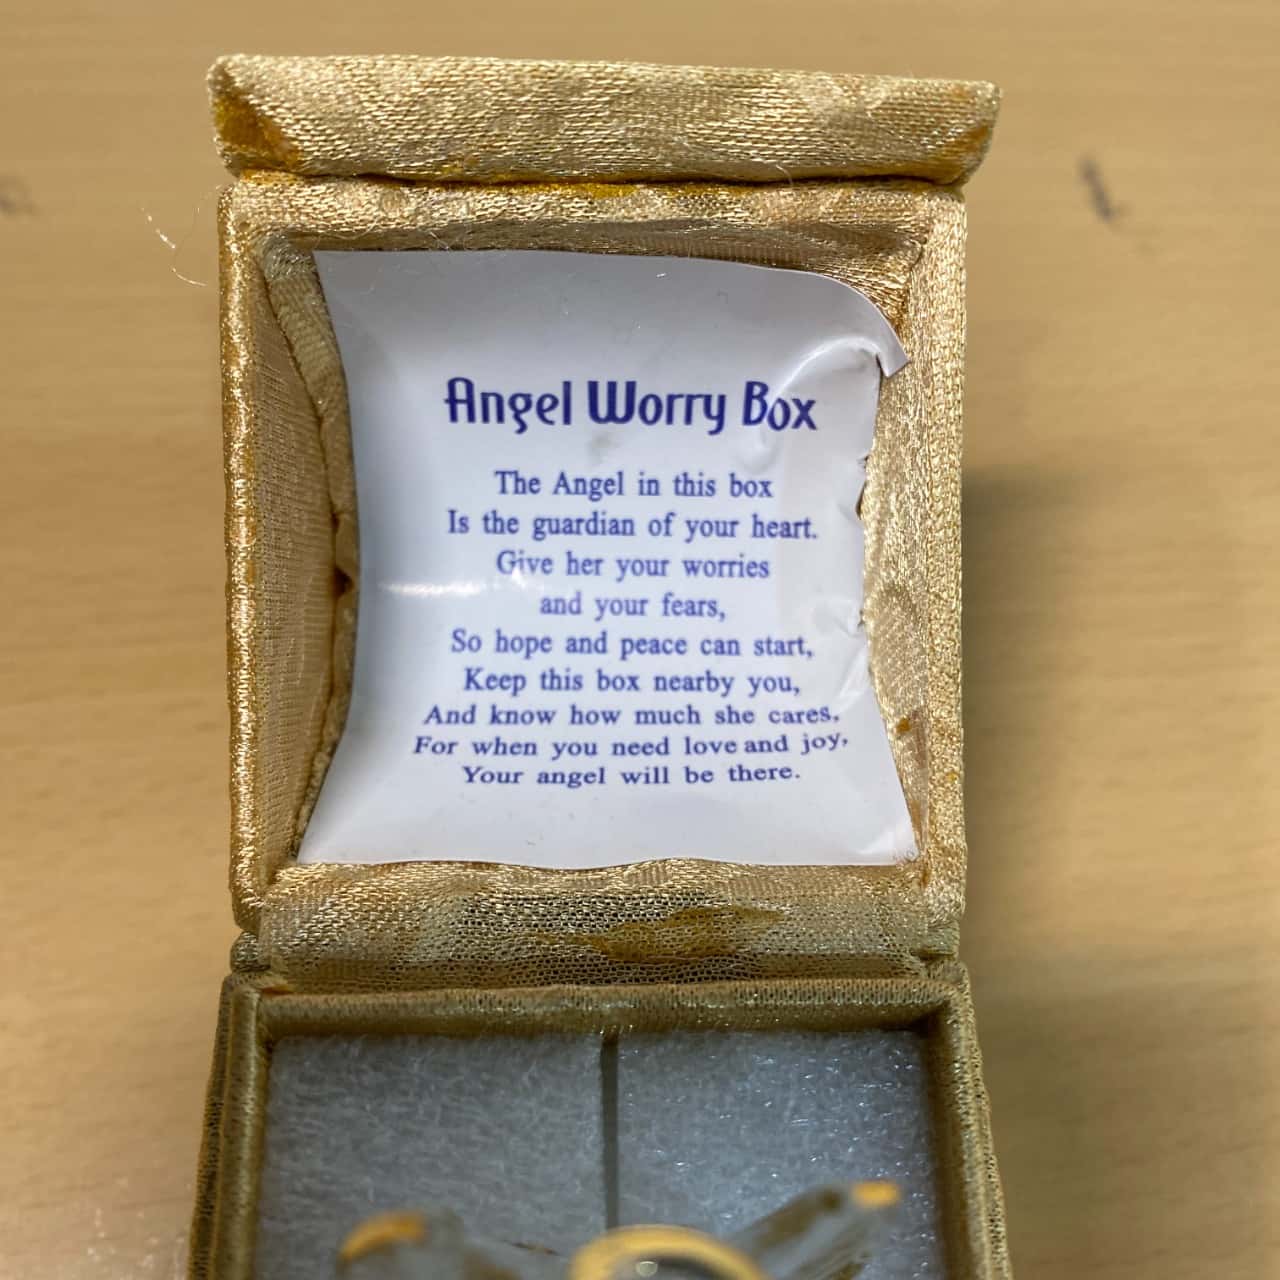 Angel Worry Box
The Angel in this box
Is the guardian of your heart.
Give her your worries
and your fears,
So hope and peace can start,
Keep this box nearby you,
And know how much she cares.
For when you need love and joy,
Your angel will be there.